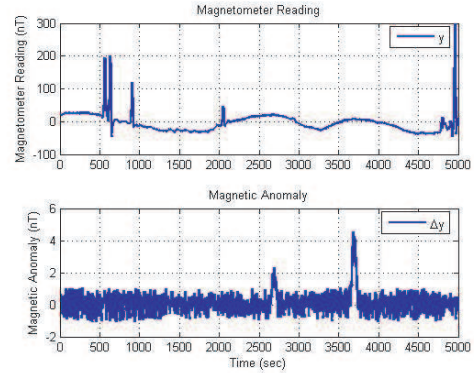 Magnetometer Reading
Magnetometer Reading (nT)
300
200
100
0
-100
y
0 500 1000 1500 2000 2500 3000 3500 4000 4500 5000
Magnetic Anomaly
Magnetic Anomaly (nT)
6
4
2
0
-2
Δy
0 500 1000 1500 2000 2500 3000 3500 4000 4500 5000
Time (sec)